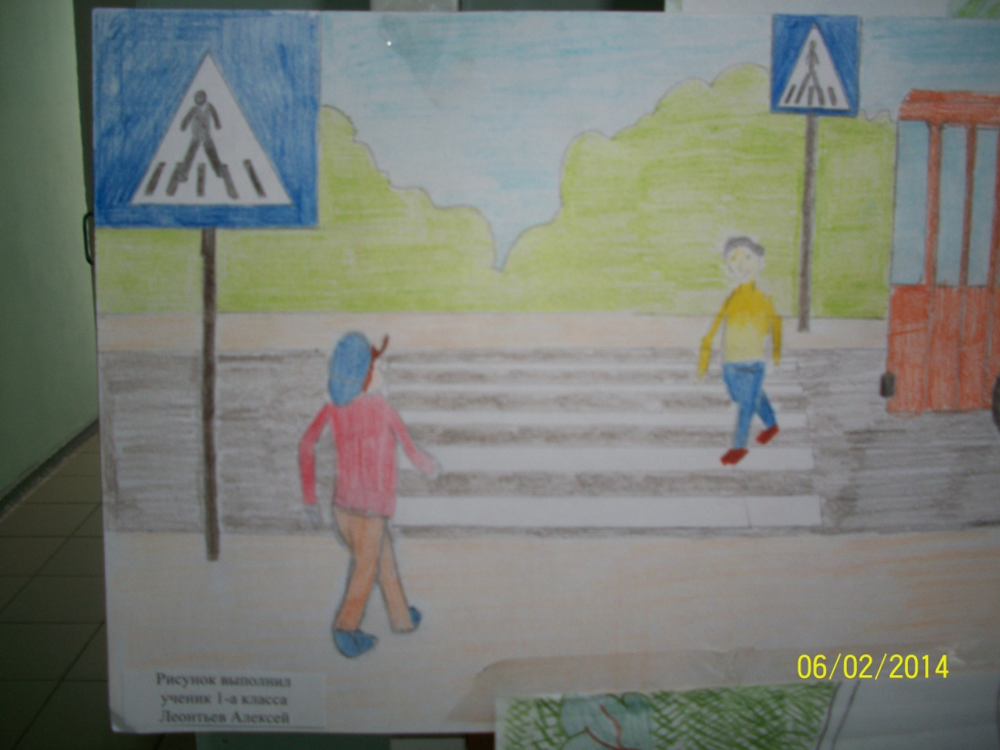 Рисунок выполнил
ученик 1-а класса
Леонтьев Алексей
06/02/2014